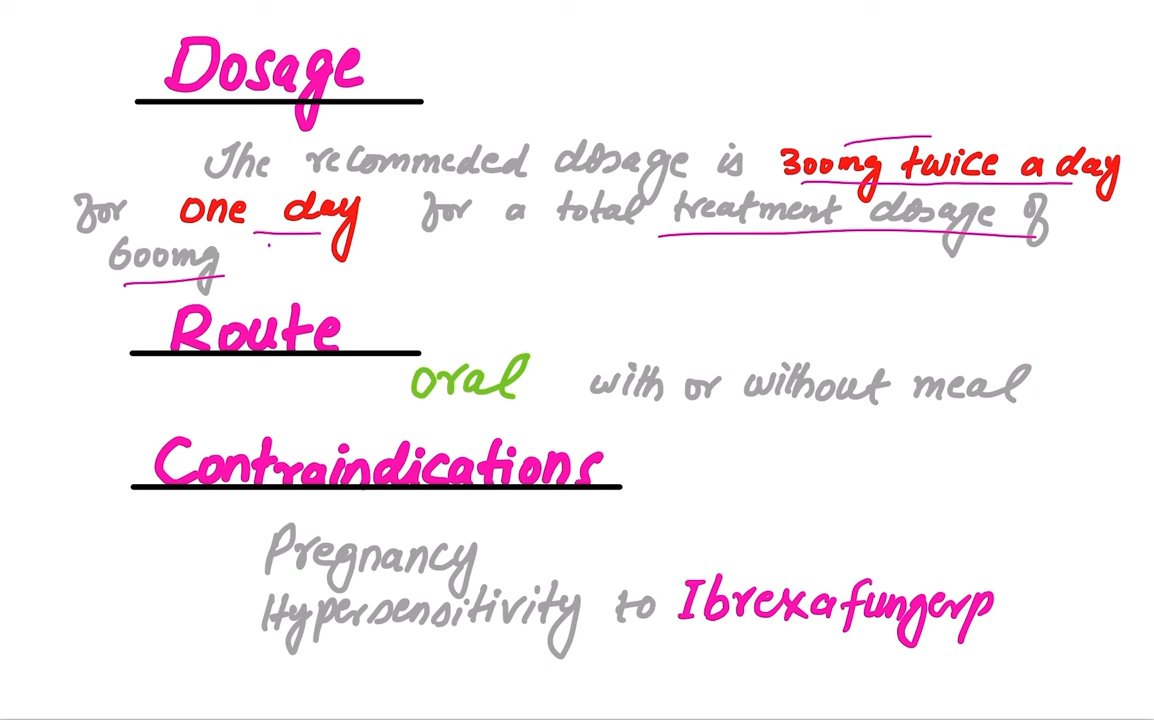 Dosage
The recommeded dosage is 300mg twice a day
for one day for a total treatment dosage of
600mg
Route
oral with or without meal
Contraindications
Pregnancy
Hypersensitivity to Ibrexafungerp